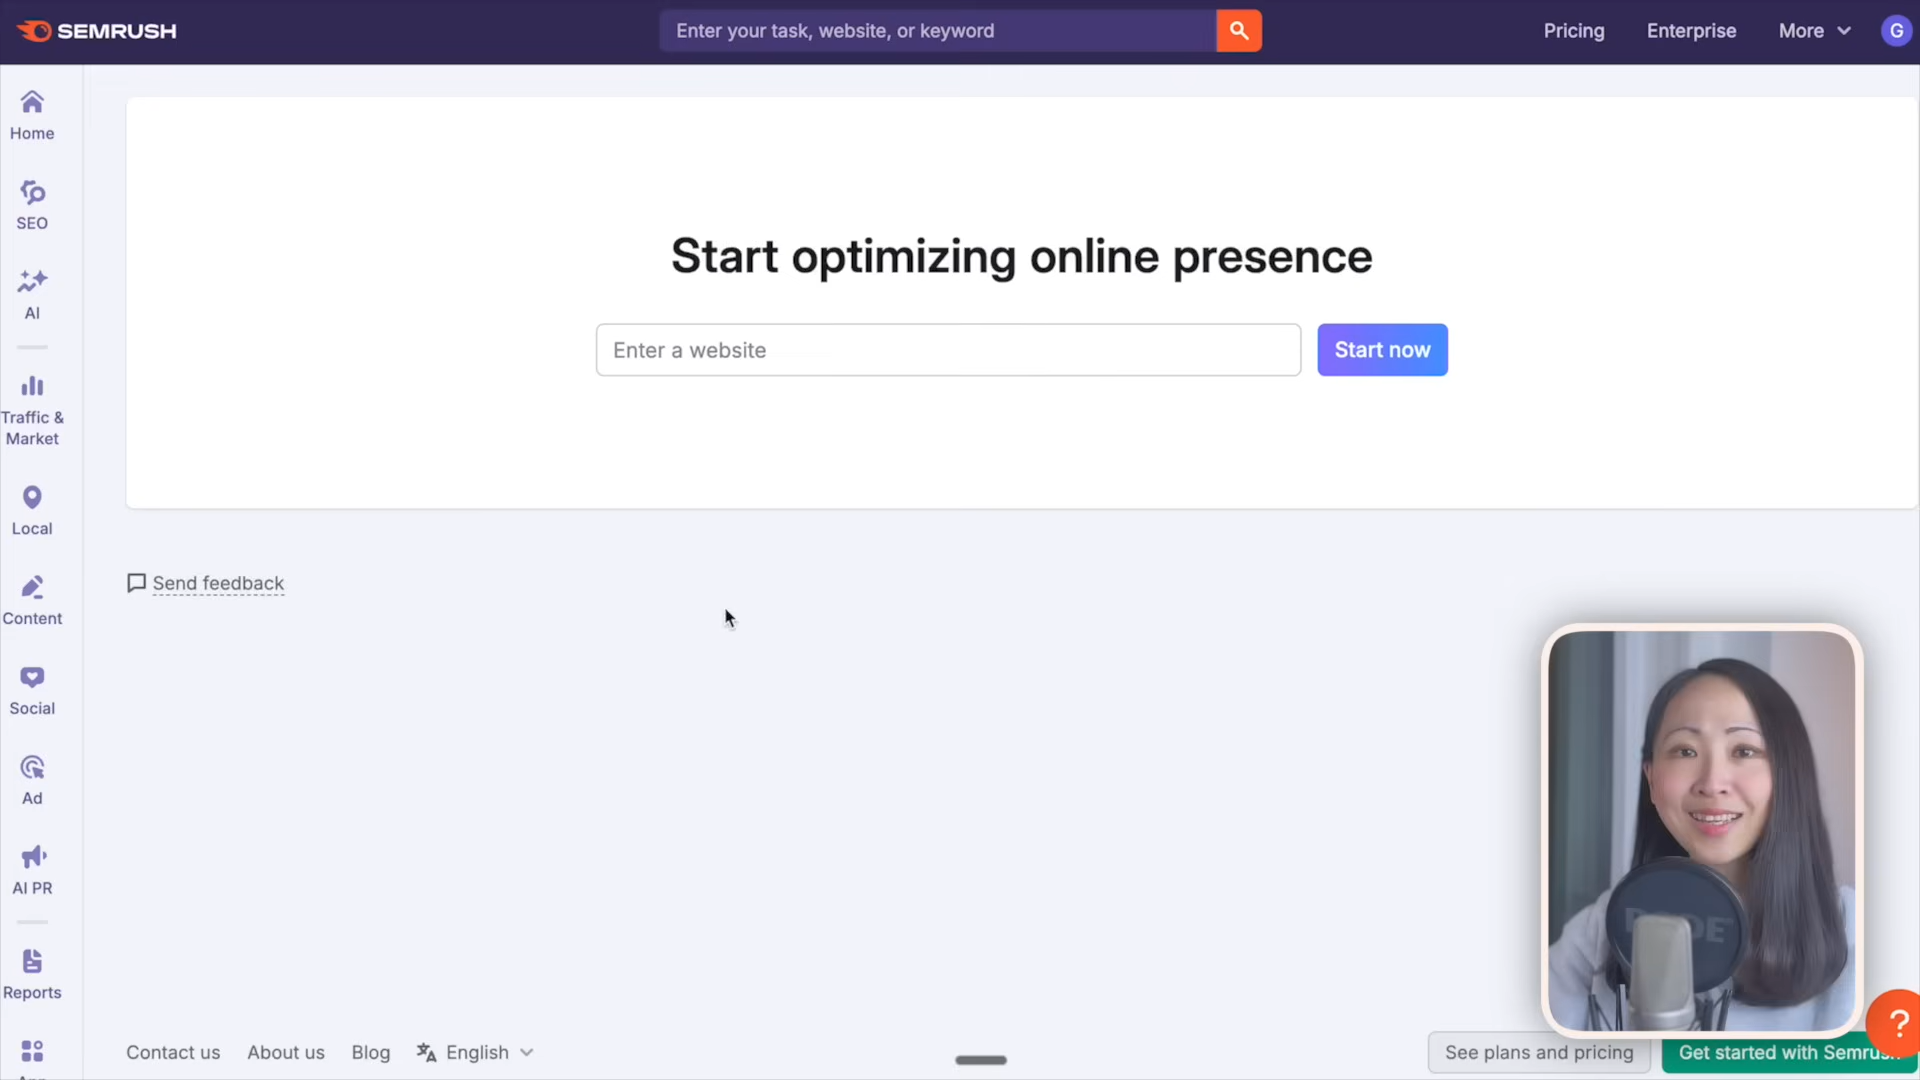 SEMRUSH
Enter your task, website, or keyword
Pricing
Enterprise
More
G
Home
SEO
AI
Traffic &
Market
Local
Content
Social
Ad
AI PR
Reports
Start optimizing online presence
Enter a website
Start now
Send feedback
RODE
?
Contact us
About us
Blog
English
See plans and pricing
Get started with Semrush